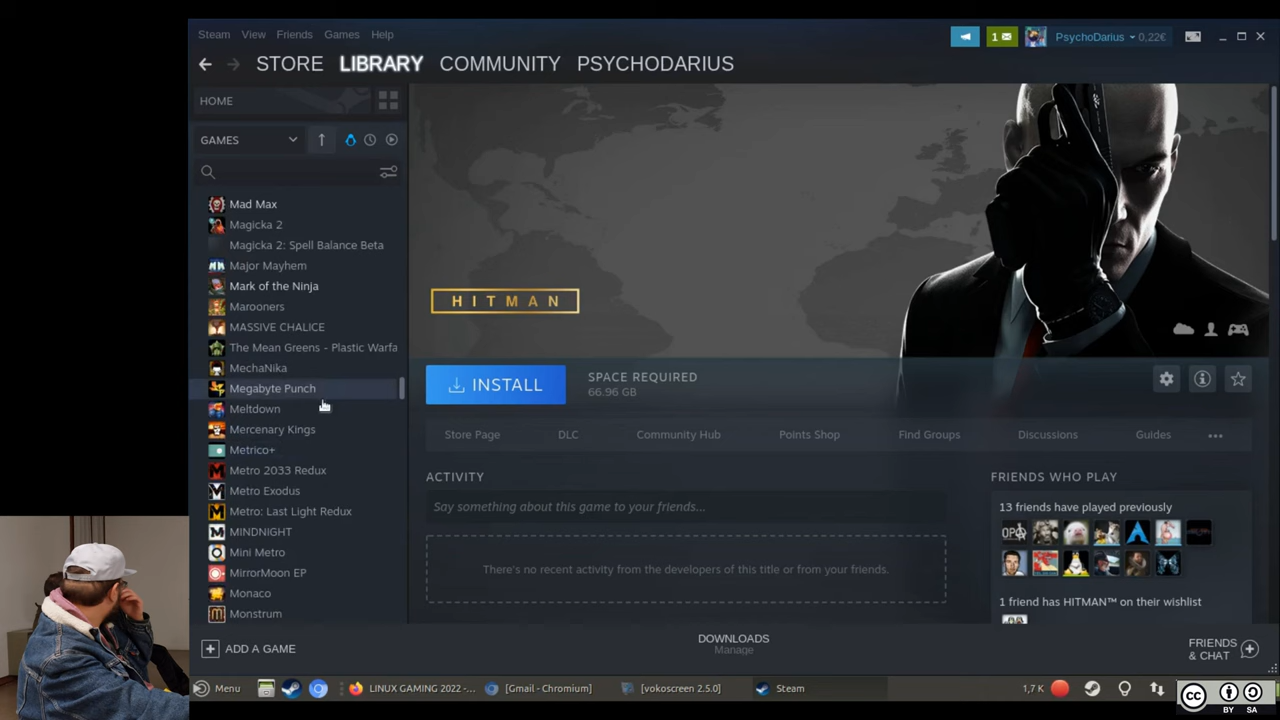 Steam View Friends Games Help
1
PsychoDarius 0,22€
STORE LIBRARY COMMUNITY PSYCHODARIUS
HOME
GAMES
Mad Max
Magicka 2
Magicka 2: Spell Balance Beta
Major Mayhem
Mark of the Ninja
Marooners
MASSIVE CHALICE
The Mean Greens - Plastic Warfa
MechaNika
Megabyte Punch
Meltdown
Mercenary Kings
Metrico+
Metro 2033 Redux
Metro Exodus
Metro: Last Light Redux
MINDNIGHT
Mini Metro
MirrorMoon EP
Monaco
Monstrum
HITMAN
INSTALL
SPACE REQUIRED
66.96 GB
Store Page DLC Community Hub Points Shop Find Groups Discussions Guides
ACTIVITY
Say something about this game to your friends...
There's no recent activity from the developers of this title or from your friends.
FRIENDS WHO PLAY
13 friends have played previously
1 friend has HITMAN™ on their wishlist
ADD A GAME
DOWNLOADS
Manage
FRIENDS
& CHAT
Menu
LINUX GAMING 2022 -...
[Gmail - Chromium]
[vokoscreen 2.5.0]
Steam
1,7 K
CC
BY SA